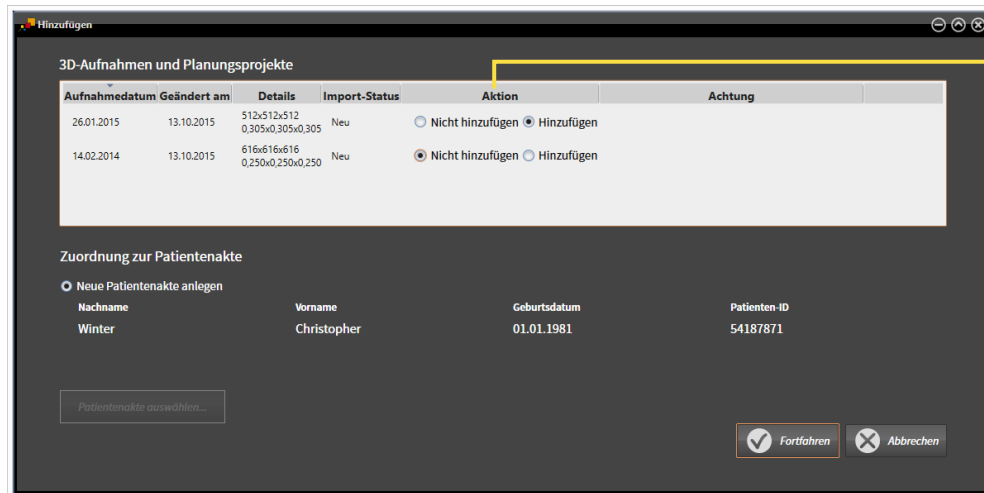 Hinzufügen
3D-Aufnahmen und Planungsprojekte
Aufnahmedatum Geändert am Details Import-Status Aktion Achtung
26.01.2015 13.10.2015 512x512x512 0,305x0,305x0,305 Neu Nicht hinzufügen Hinzufügen
14.02.2014 13.10.2015 616x616x616 0,250x0,250x0,250 Neu Nicht hinzufügen Hinzufügen
Zuordnung zur Patientenakte
Neue Patientenakte anlegen
Nachname Vorname Geburtsdatum Patienten-ID
Winter Christopher 01.01.1981 54187871
Patientenakte auswählen...
Fortfahren Abbrechen